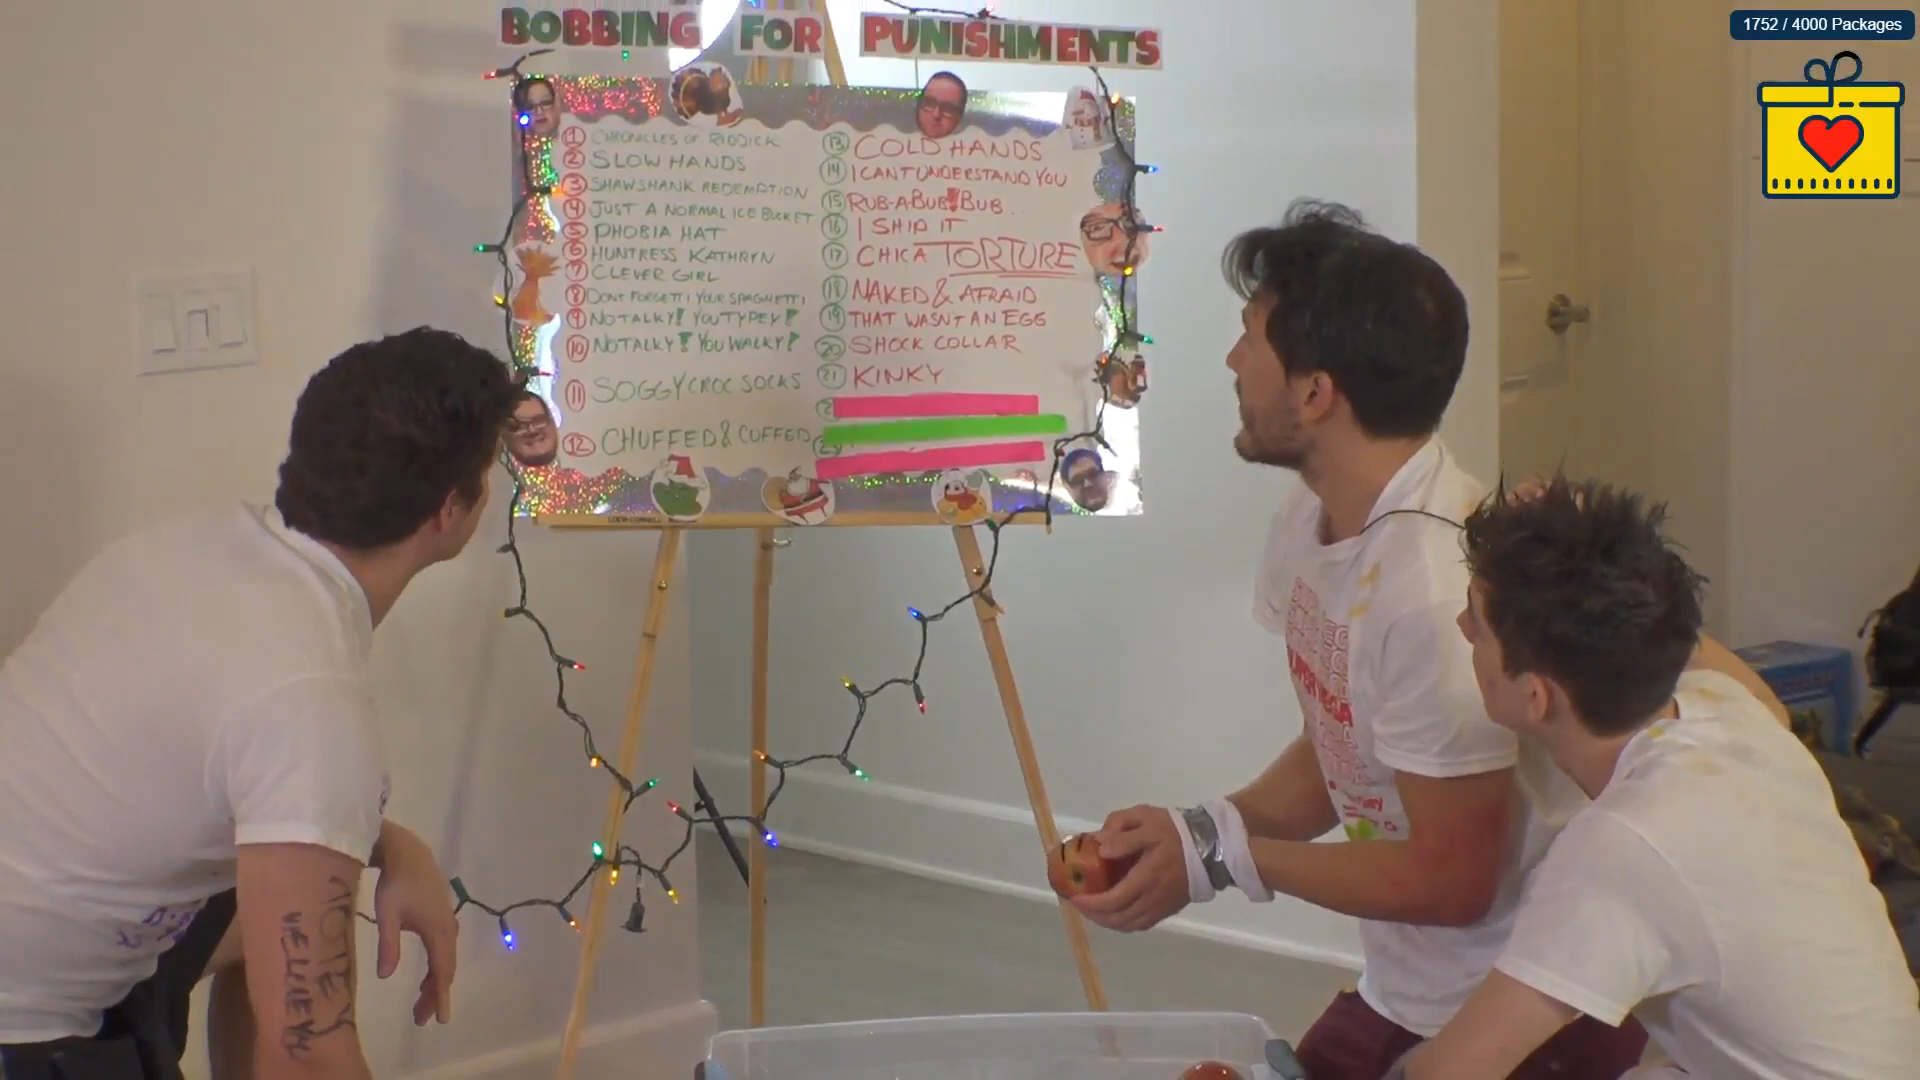 1752 / 4000 Packages
BOBBING FOR PUNISHMENTS
1 CHRONICLES OF RIDDICK
2 SLOW HANDS
3 SHAWSHANK REDEMPTION
4 JUST A NORMAL ICE BUCKET
5 PHOBIA HAT
6 HUNTRESS KATHRYN
7 CLEVER GIRL
8 DONT FORGETTI YOUR SPAGHETTI
9 NO TALKY! YOU TYPEY!
10 NO TALKY! YOU WALKY!
11 SOGGY CROC SOCKS
12 CHUFFED & CUFFED
13 COLD HANDS
14 I CANT UNDERSTAND YOU
15 RUB-A-BUB!BUB.
16 I SHIP IT
17 CHICA TORTURE
18 NAKED & AFRAID
19 THAT WASNT AN EGG
20 SHOCK COLLAR
21 KINKY